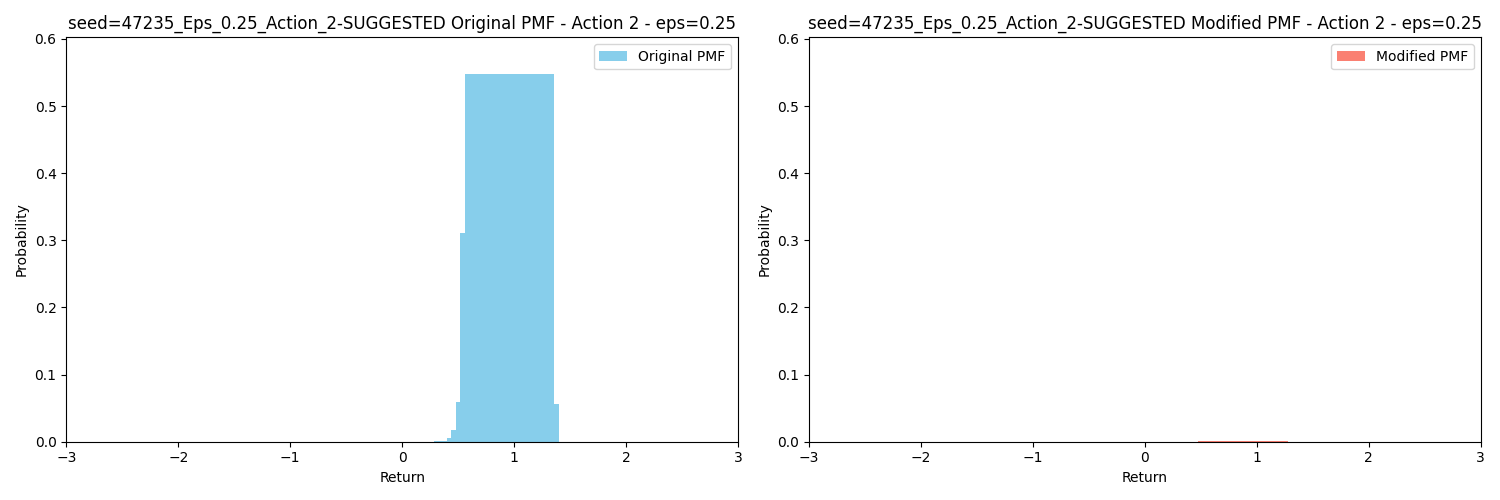 seed=47235_Eps_0.25_Action_2-SUGGESTED Original PMF - Action 2 - eps=0.25
Original PMF
Probability
0.6
0.5
0.4
0.3
0.2
0.1
0.0
−3 −2 −1 0 1 2 3
Return
seed=47235_Eps_0.25_Action_2-SUGGESTED Modified PMF - Action 2 - eps=0.25
Modified PMF
Probability
0.6
0.5
0.4
0.3
0.2
0.1
0.0
−3 −2 −1 0 1 2 3
Return